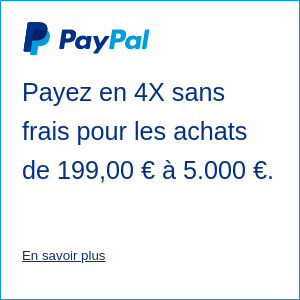 PayPal
Payez en 4X sans
frais pour les achats
de 199,00 € à 5.000 €.
En savoir plus